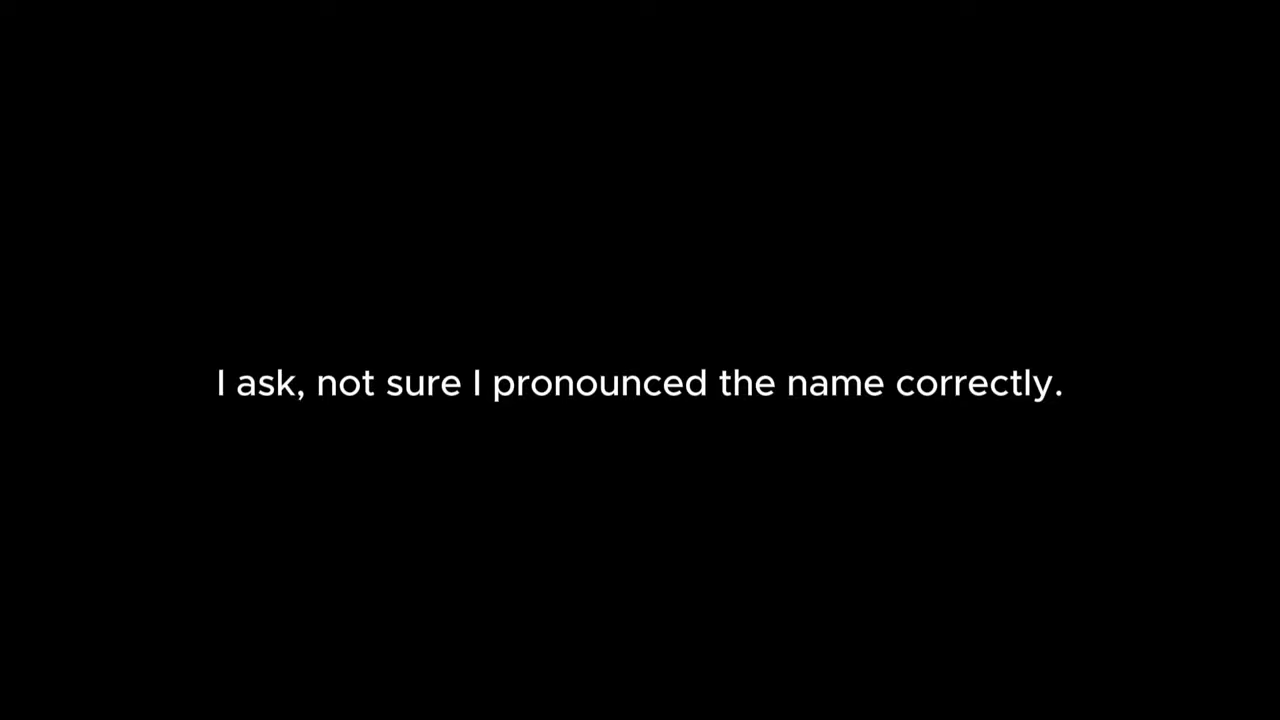 I ask, not sure I pronounced the name correctly.